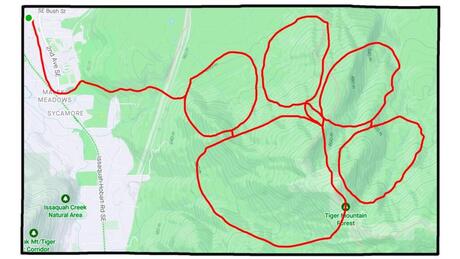 SE Bush St
2nd Ave SE
MEADOWS
SYCAMORE
Issaquah-Hobart Rd SE
Issaquah Creek
Natural Area
Tiger Mountain
Forest
ak Mt/Tiger
Corridor